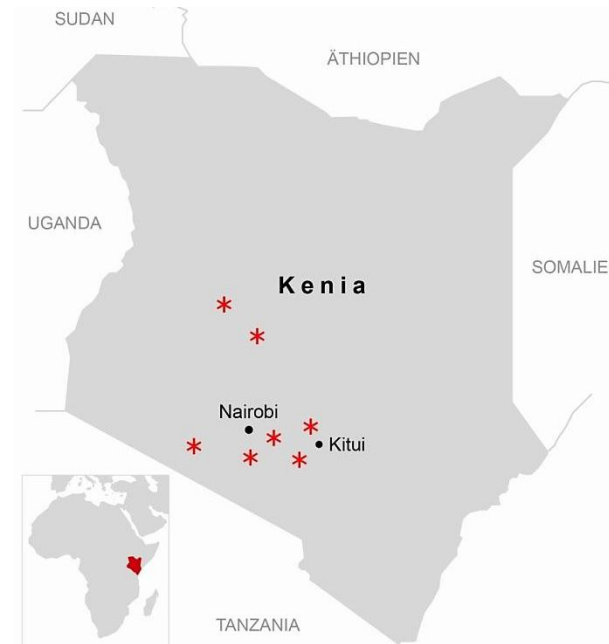 SUDAN
ÄTHIOPIEN
UGANDA
SOMALIE
Kenia
Nairobi
Kitui
TANZANIA